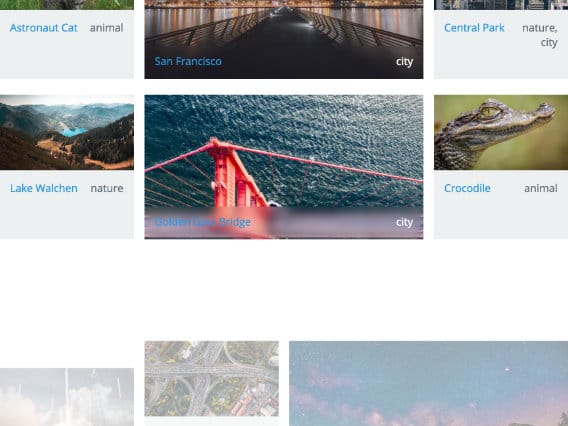 Astronaut Cat animal
San Francisco city
Central Park nature,
city
Lake Walchen nature
Golden Gate Bridge city
Crocodile animal